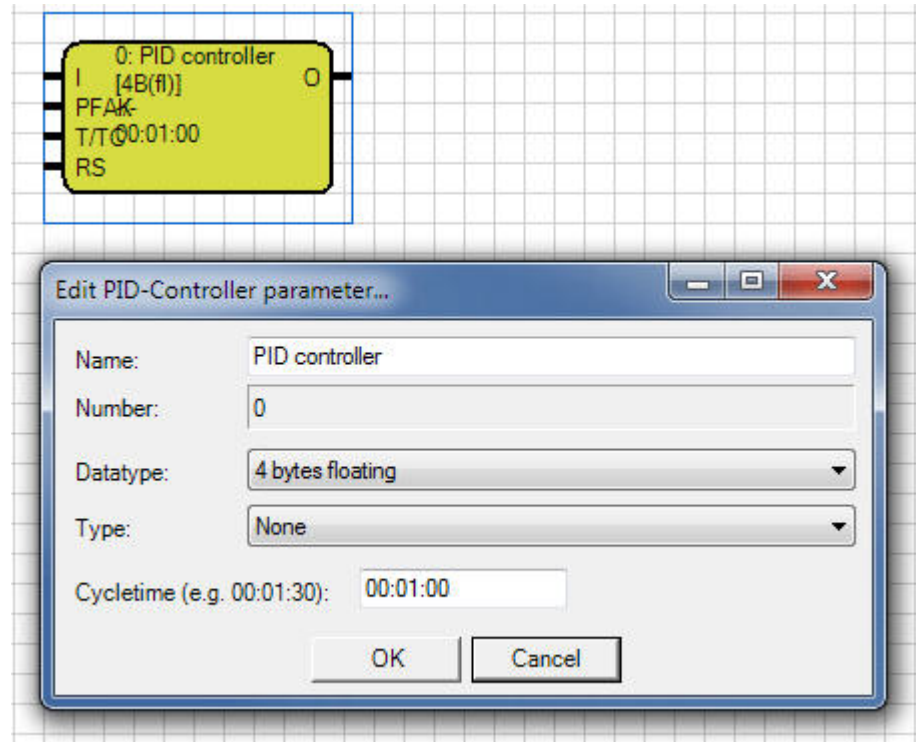 0: PID controller
I [4B(fl)] O
PFAK-
T/TC 00:01:00
RS
Edit PID-Controller parameter...
Name: PID controller
Number: 0
Datatype: 4 bytes floating
Type: None
Cycletime (e.g. 00:01:30): 00:01:00
OK Cancel